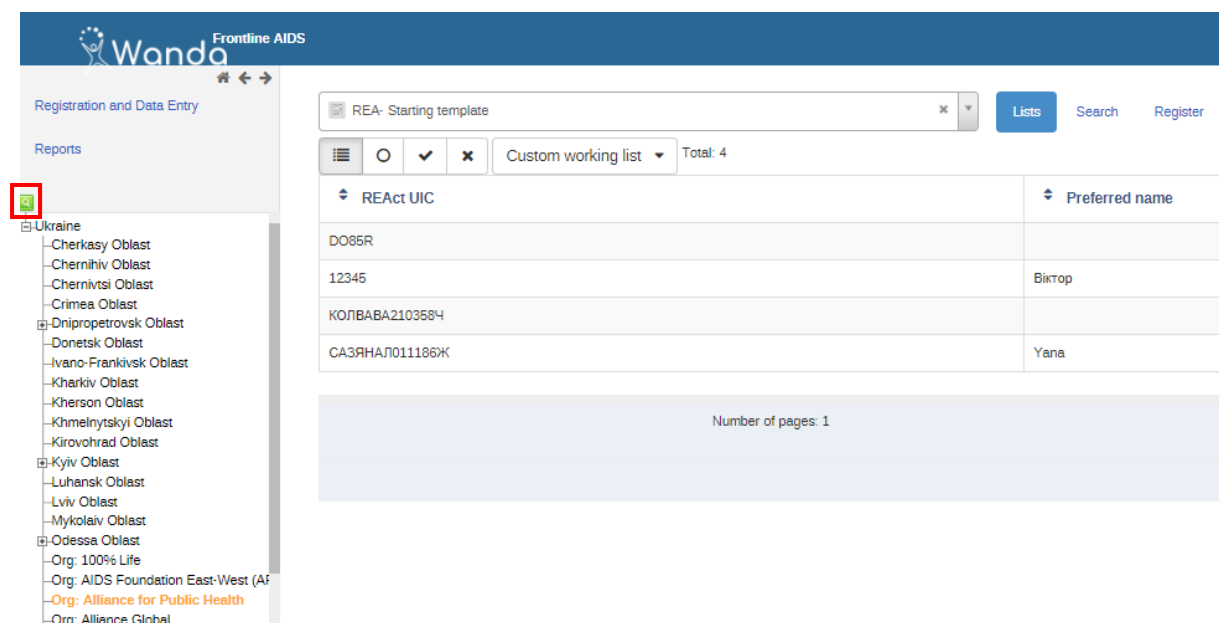 Wanda
Frontline AIDS
Registration and Data Entry
Reports
REA- Starting template
Lists
Search
Register
Custom working list
Total: 4
REAct UIC
Preferred name
DO85R
12345
Віктор
КОЛВАВА210358Ч
САЗЯНАЛ011186Ж
Yana
Number of pages: 1
Ukraine
Cherkasy Oblast
Chernihiv Oblast
Chernivtsi Oblast
Crimea Oblast
Dnipropetrovsk Oblast
Donetsk Oblast
Ivano-Frankivsk Oblast
Kharkiv Oblast
Kherson Oblast
Khmelnytskyi Oblast
Kirovohrad Oblast
Kyiv Oblast
Luhansk Oblast
Lviv Oblast
Mykolaiv Oblast
Odessa Oblast
Org: 100% Life
Org: AIDS Foundation East-West (AF
Org: Alliance for Public Health
Org: Alliance Global